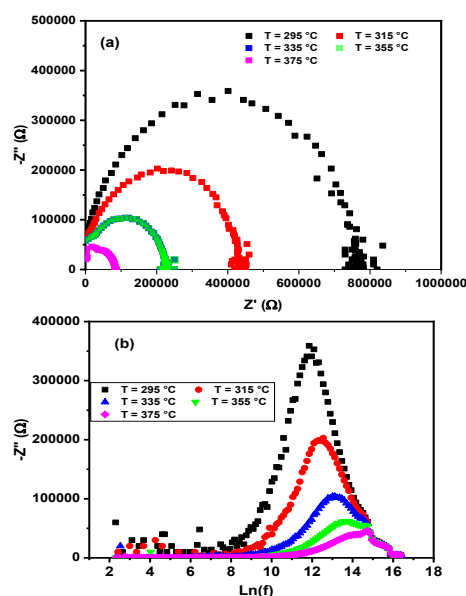 (a)
T = 295 °C T = 315 °C
T = 335 °C T = 355 °C
T = 375 °C
500000
400000
300000
200000
100000
0
-Z'' (Ω)
0 200000 400000 600000 800000 1000000
Z' (Ω)
(b)
T = 295 °C T = 315 °C
T = 335 °C T = 355 °C
T = 375 °C
400000
300000
200000
100000
0
-Z'' (Ω)
2 4 6 8 10 12 14 16 18
Ln(f)